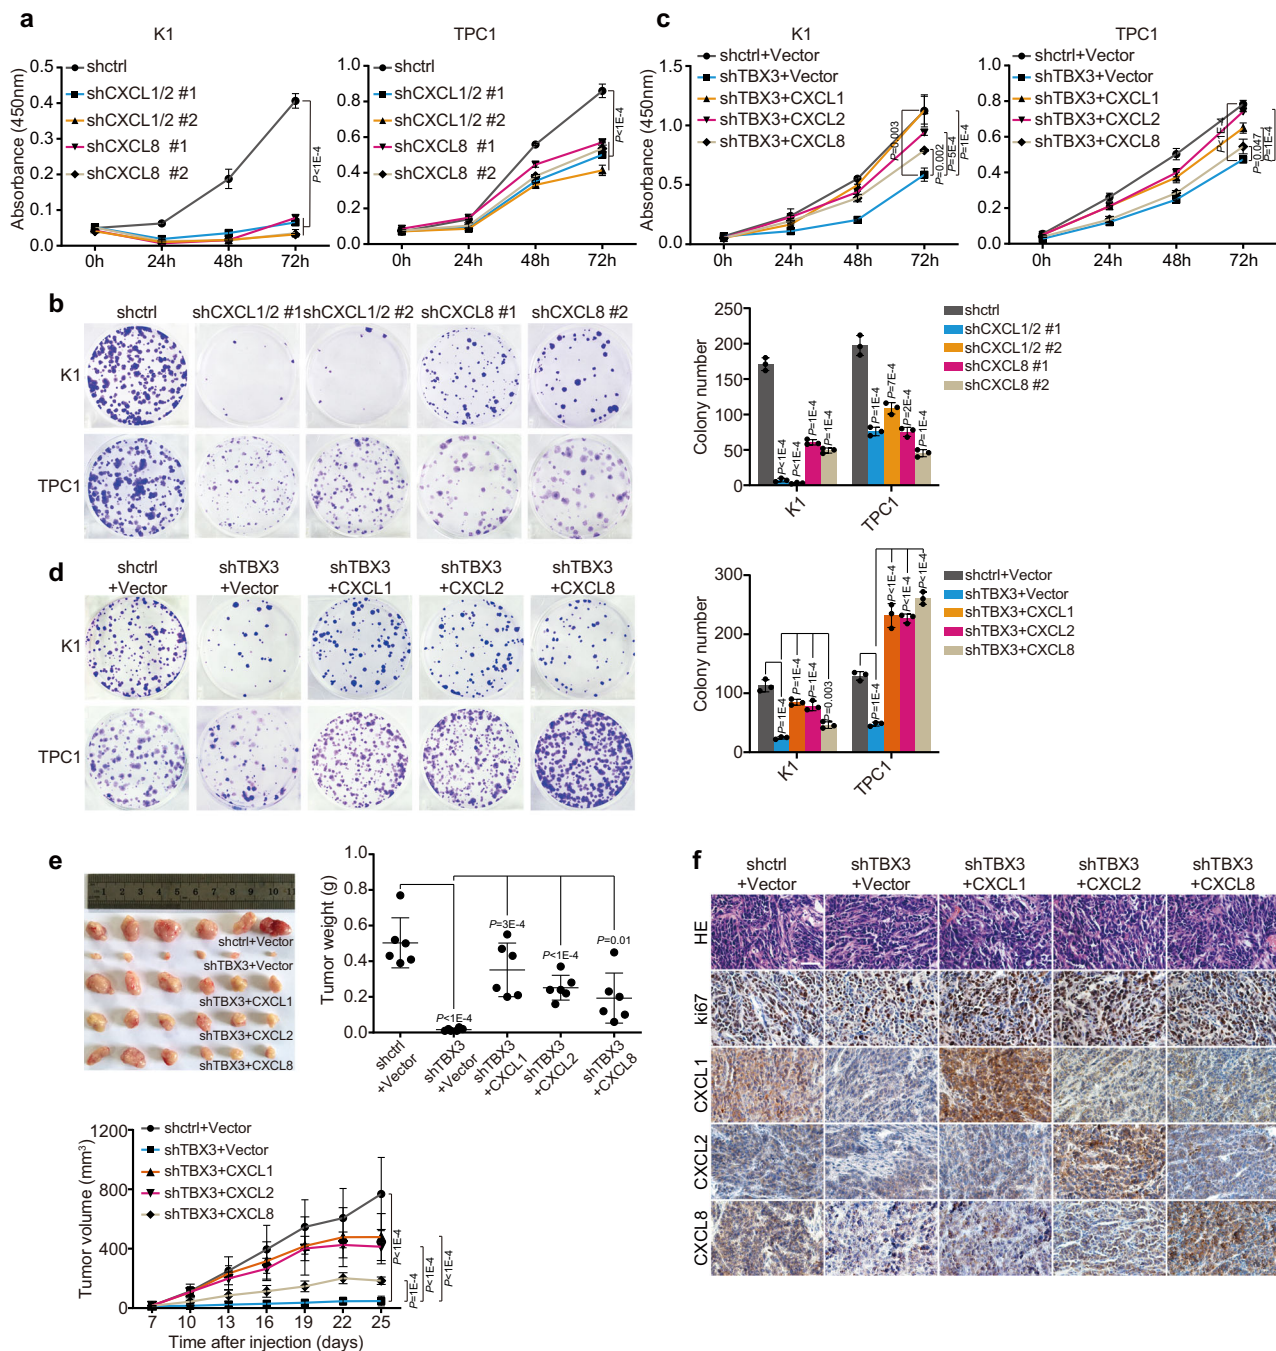 a
K1
shctrl
shCXCL1/2 #1
shCXCL1/2 #2
shCXCL8 #1
shCXCL8 #2
Absorbance (450nm)
0.5
0.4
0.3
0.2
0.1
0.0
0h 24h 48h 72h
P<1E-4
TPC1
shctrl
shCXCL1/2 #1
shCXCL1/2 #2
shCXCL8 #1
shCXCL8 #2
1.0
0.8
0.6
0.4
0.2
0.0
0h 24h 48h 72h
P<1E-4
c
K1
shctrl+Vector
shTBX3+Vector
shTBX3+CXCL1
shTBX3+CXCL2
shTBX3+CXCL8
Absorbance (450nm)
1.5
1.0
0.5
0.0
0h 24h 48h 72h
P=0.003
P=0.002
P=5E-4
P=1E-4
TPC1
1.0
0.8
0.6
0.4
0.2
0.0
0h 24h 48h 72h
P=0.047
P=1E-4
b
shctrl shCXCL1/2 #1 shCXCL1/2 #2 shCXCL8 #1 shCXCL8 #2
K1
TPC1
Colony number
250
200
150
100
50
0
P<1E-4
P<1E-4
P=1E-4
P=1E-4
P=1E-4
P=7E-4
P=2E-4
P=1E-4
K1 TPC1
shctrl
shCXCL1/2 #1
shCXCL1/2 #2
shCXCL8 #1
shCXCL8 #2
d
shctrl +Vector
shTBX3 +Vector
shTBX3 +CXCL1
shTBX3 +CXCL2
shTBX3 +CXCL8
K1
TPC1
Colony number
300
200
100
0
P=1E-4
P=1E-4
P=1E-4
P=0.003
P=1E-4
P<1E-4
P<1E-4
P<1E-4
K1 TPC1
shctrl+Vector
shTBX3+Vector
shTBX3+CXCL1
shTBX3+CXCL2
shTBX3+CXCL8
e
1 2 3 4 5 6 7 8 9 10 11
shctrl+Vector
shTBX3+Vector
shTBX3+CXCL1
shTBX3+CXCL2
shTBX3+CXCL8
Tumor weight (g)
1.0
0.8
0.6
0.4
0.2
0.0
P<1E-4
P=3E-4
P<1E-4
P=0.01
shctrl +Vector
shTBX3 +Vector
shTBX3 +CXCL1
shTBX3 +CXCL2
shTBX3 +CXCL8
shctrl+Vector
shTBX3+Vector
shTBX3+CXCL1
shTBX3+CXCL2
shTBX3+CXCL8
Tumor volume (mm³)
1200
800
400
0
7 10 13 16 19 22 25
Time after injection (days)
P<1E-4
P=1E-4
P<1E-4
P<1E-4
f
shctrl +Vector
shTBX3 +Vector
shTBX3 +CXCL1
shTBX3 +CXCL2
shTBX3 +CXCL8
HE
ki67
CXCL1
CXCL2
CXCL8